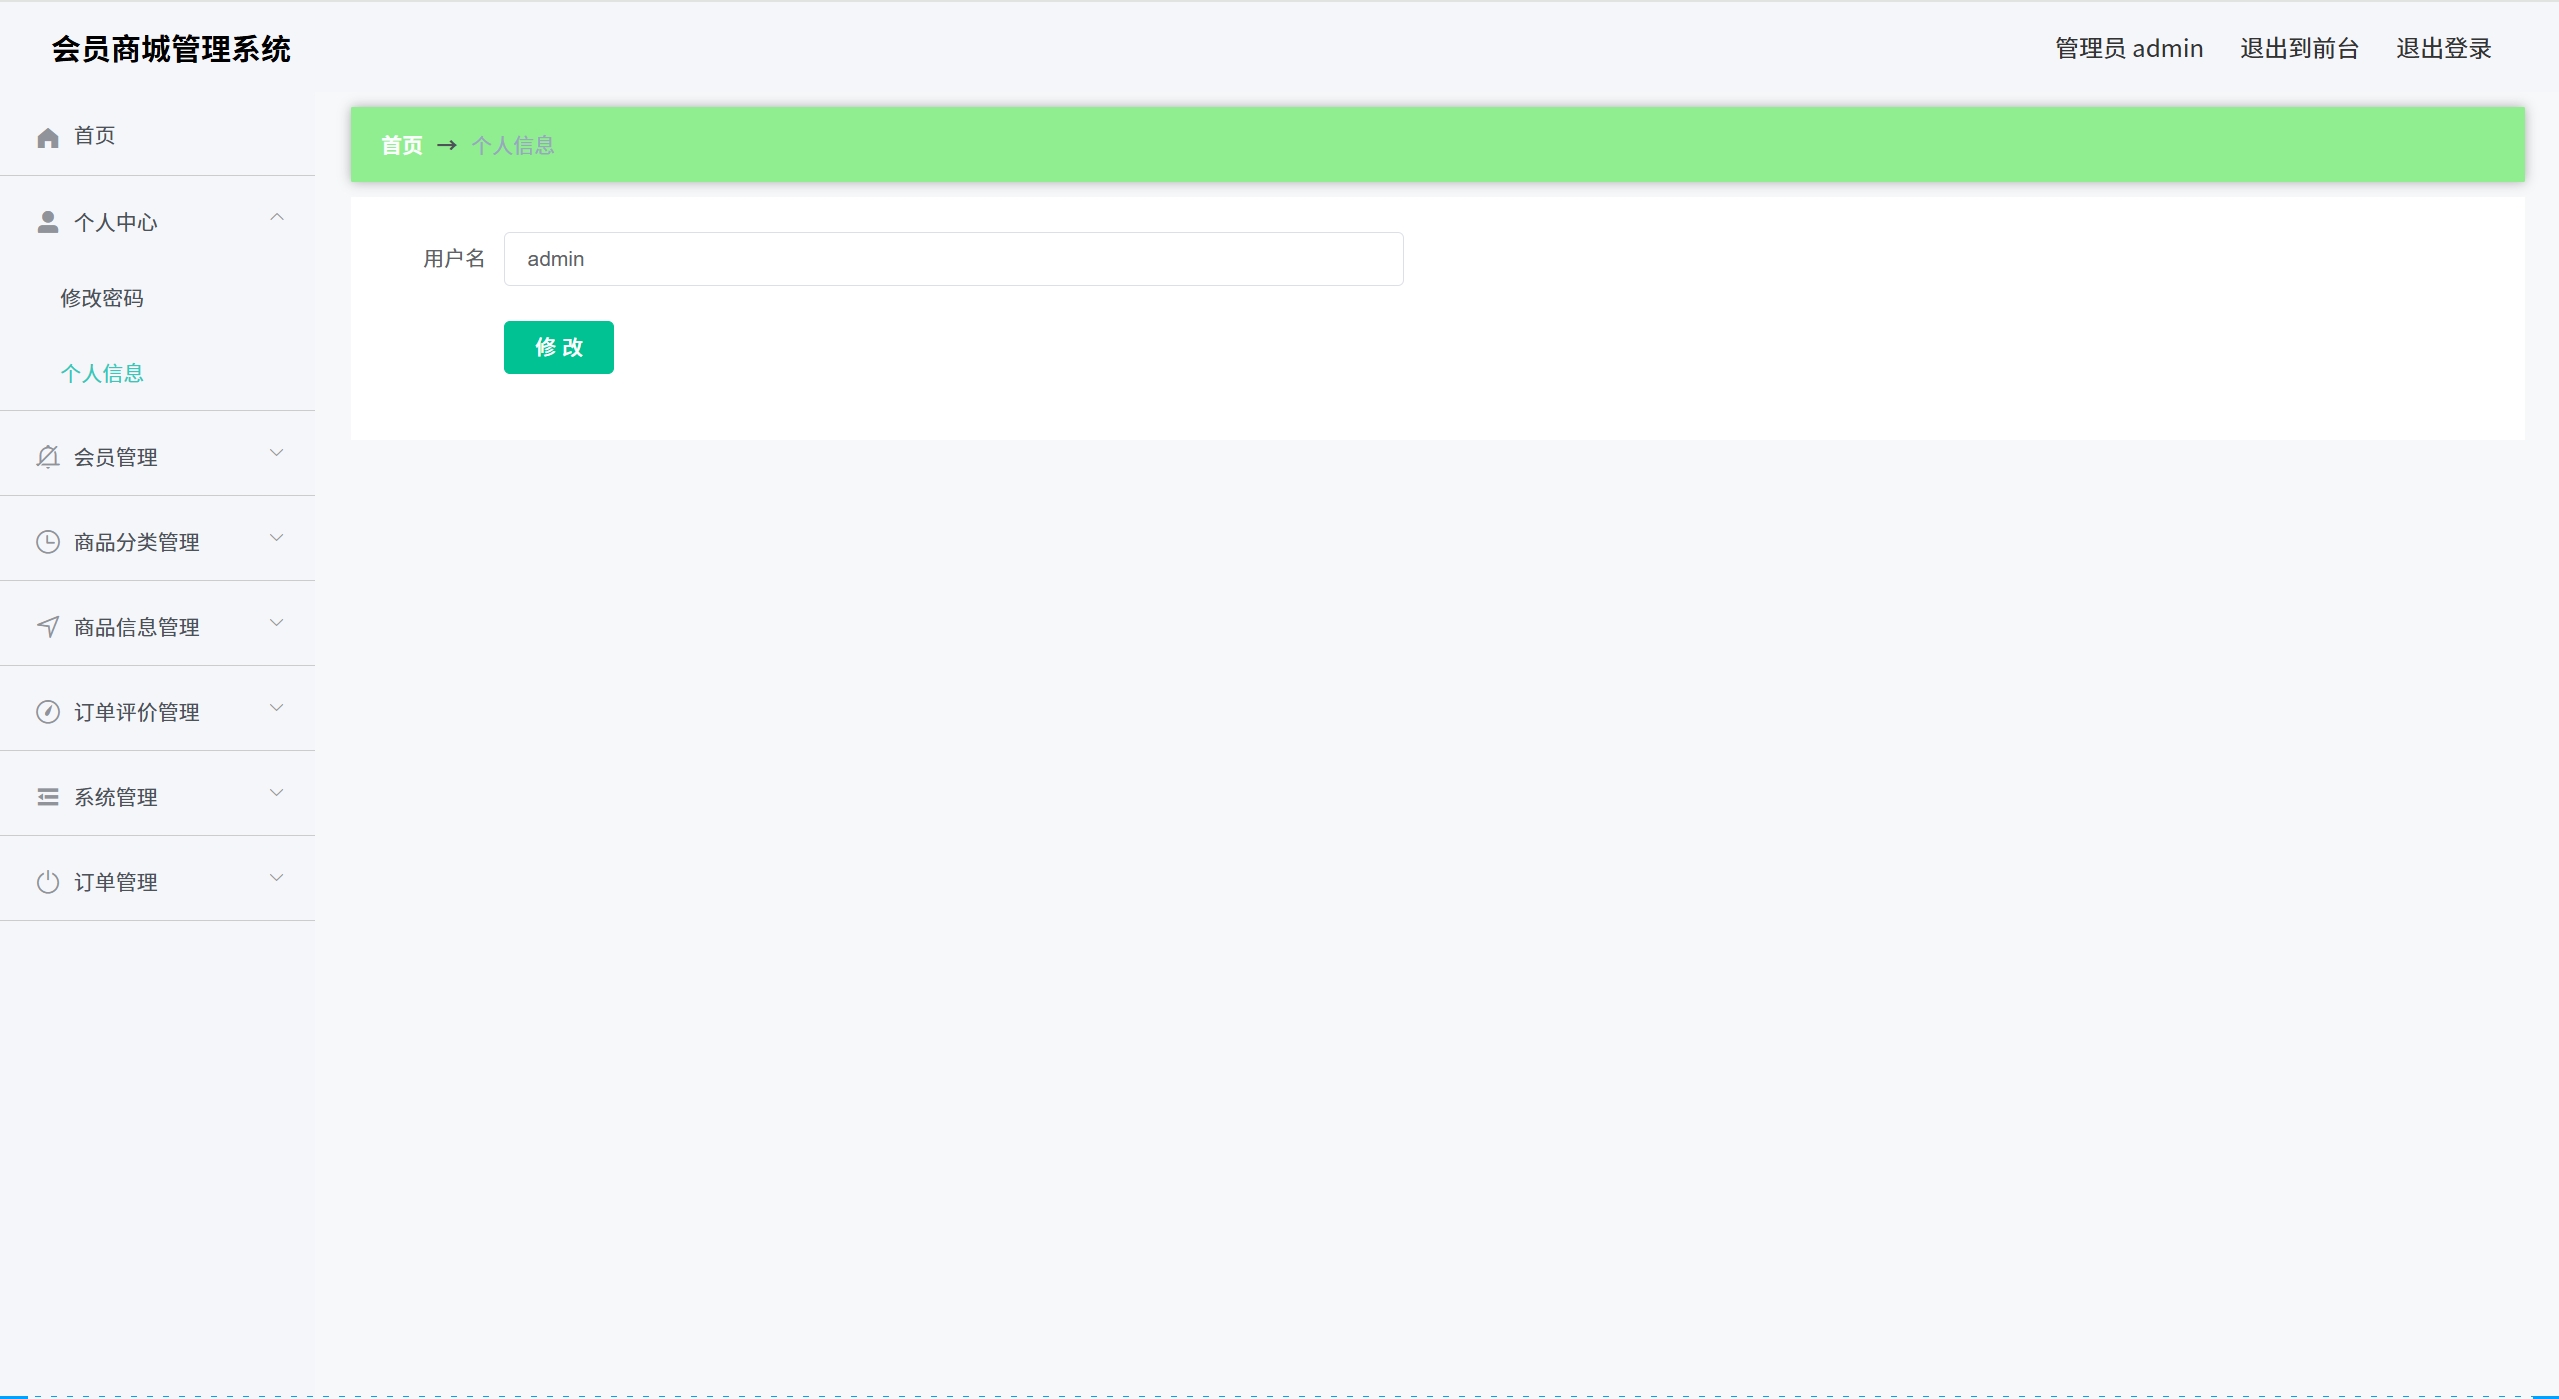 会员商城管理系统
管理员 admin 退出到前台 退出登录
首页
个人中心
修改密码
个人信息
会员管理
商品分类管理
商品信息管理
订单评价管理
系统管理
订单管理
首页 → 个人信息
用户名 admin
修 改